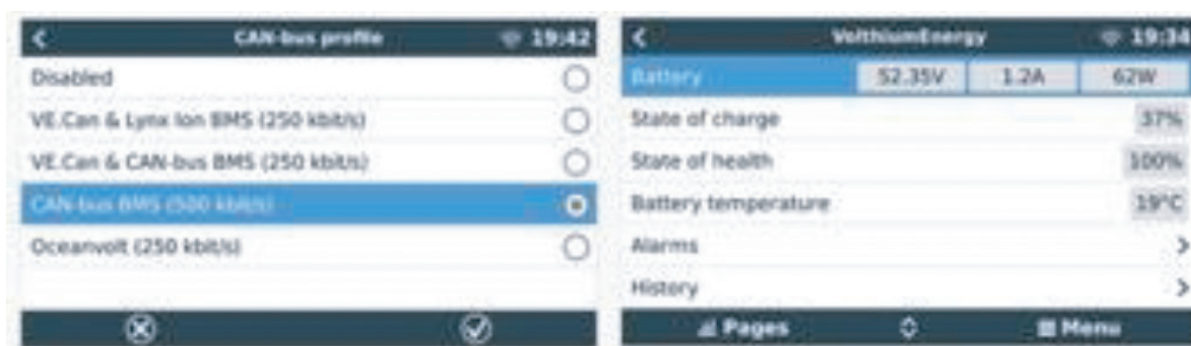 CAN-bus profile 19:42
Disabled
VE.Can & Lynx Ion BMS (250 kbit/s)
VE.Can & CAN-bus BMS (250 kbit/s)
CAN-bus BMS (500 kbit/s)
Oceanvolt (250 kbit/s)
VolthiumEnergy 19:34
Battery 52.35V 1.2A 62W
State of charge 37%
State of health 100%
Battery temperature 19°C
Alarms
History
Pages Menu